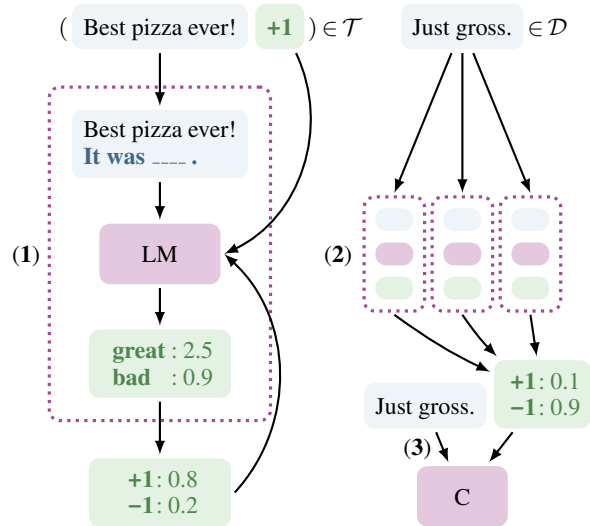 ( Best pizza ever! +1 ) ∈ 𝒯
Best pizza ever!
It was ____ .
(1)
LM
great : 2.5
bad : 0.9
+1 : 0.8
−1 : 0.2
Just gross. ∈ 𝒟
(2)
+1 : 0.1
−1 : 0.9
Just gross.
(3)
C